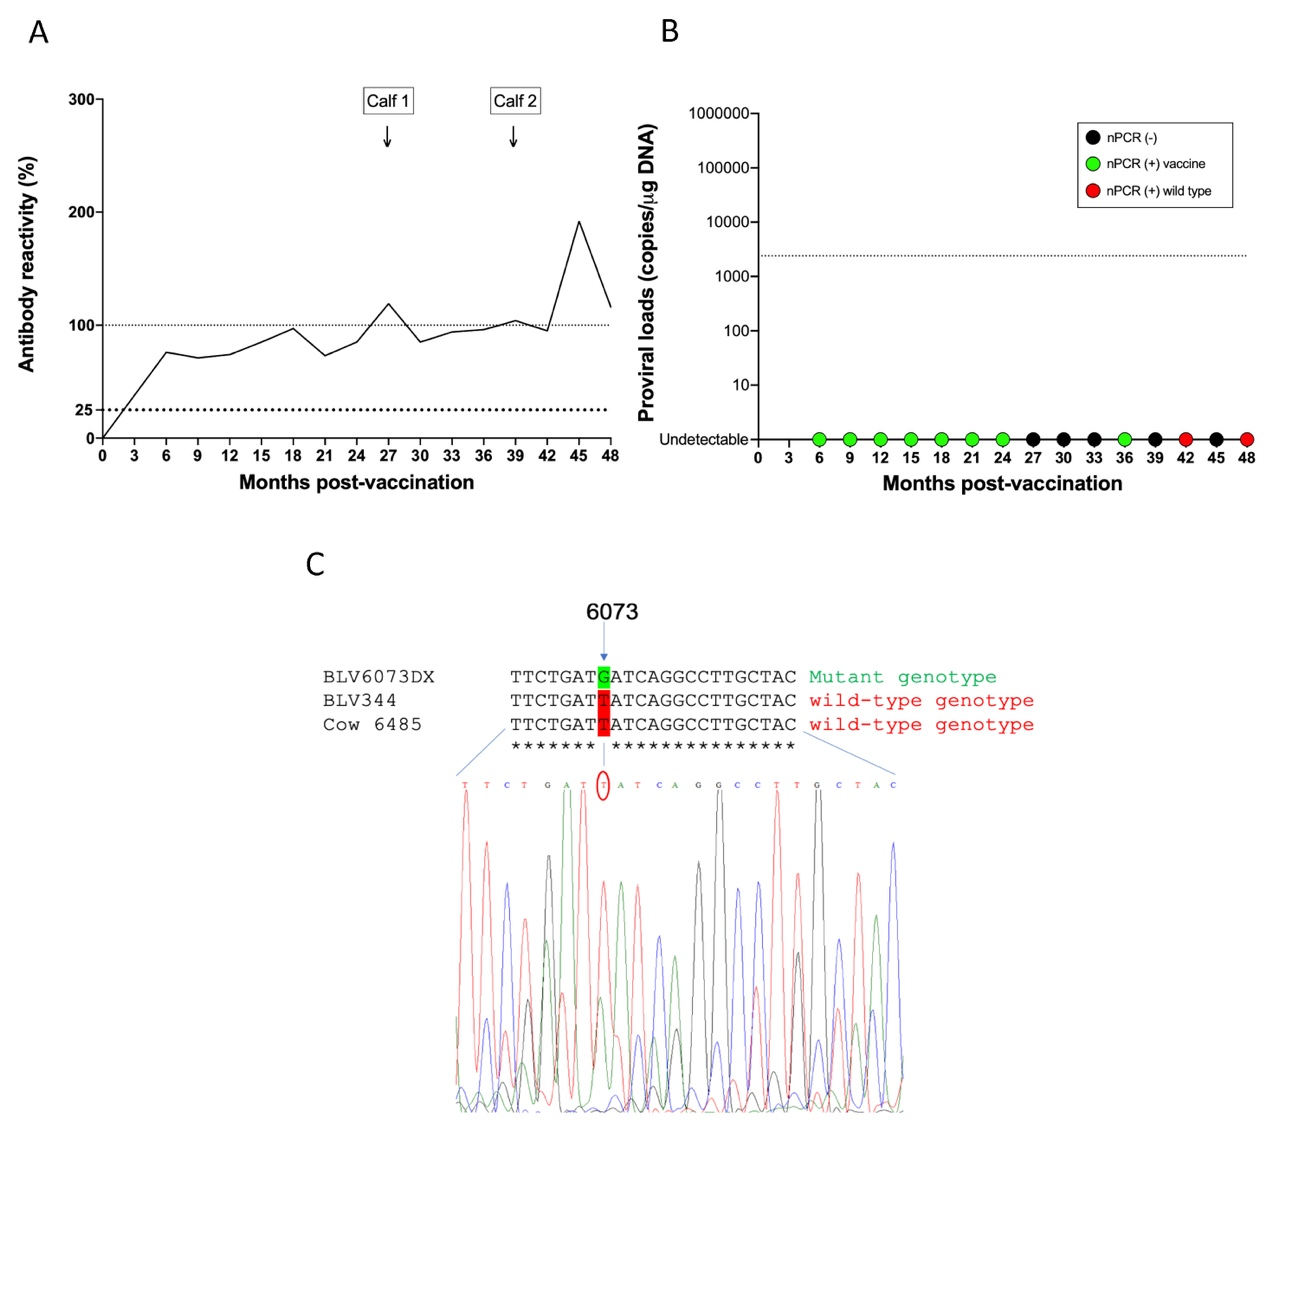 A
B
Calf 1
Calf 2
300
200
100
25
0
0 3 6 9 12 15 18 21 24 27 30 33 36 39 42 45 48
Months post-vaccination
Antibody reactivity (%)
1000000
100000
10000
1000
100
10
Undetectable
0 3 6 9 12 15 18 21 24 27 30 33 36 39 42 45 48
Months post-vaccination
Proviral loads (copies/µg DNA)
nPCR (-)
nPCR (+) vaccine
nPCR (+) wild type
C
6073
BLV6073DX TTCTGATGATCAGGCCTTGCTAC Mutant genotype
BLV344 TTCTGATTATCAGGCCTTGCTAC wild-type genotype
Cow 6485 TTCTGATTATCAGGCCTTGCTAC wild-type genotype
******* ***************
T T C T G A T T A T C A G G C C T T G C T A C